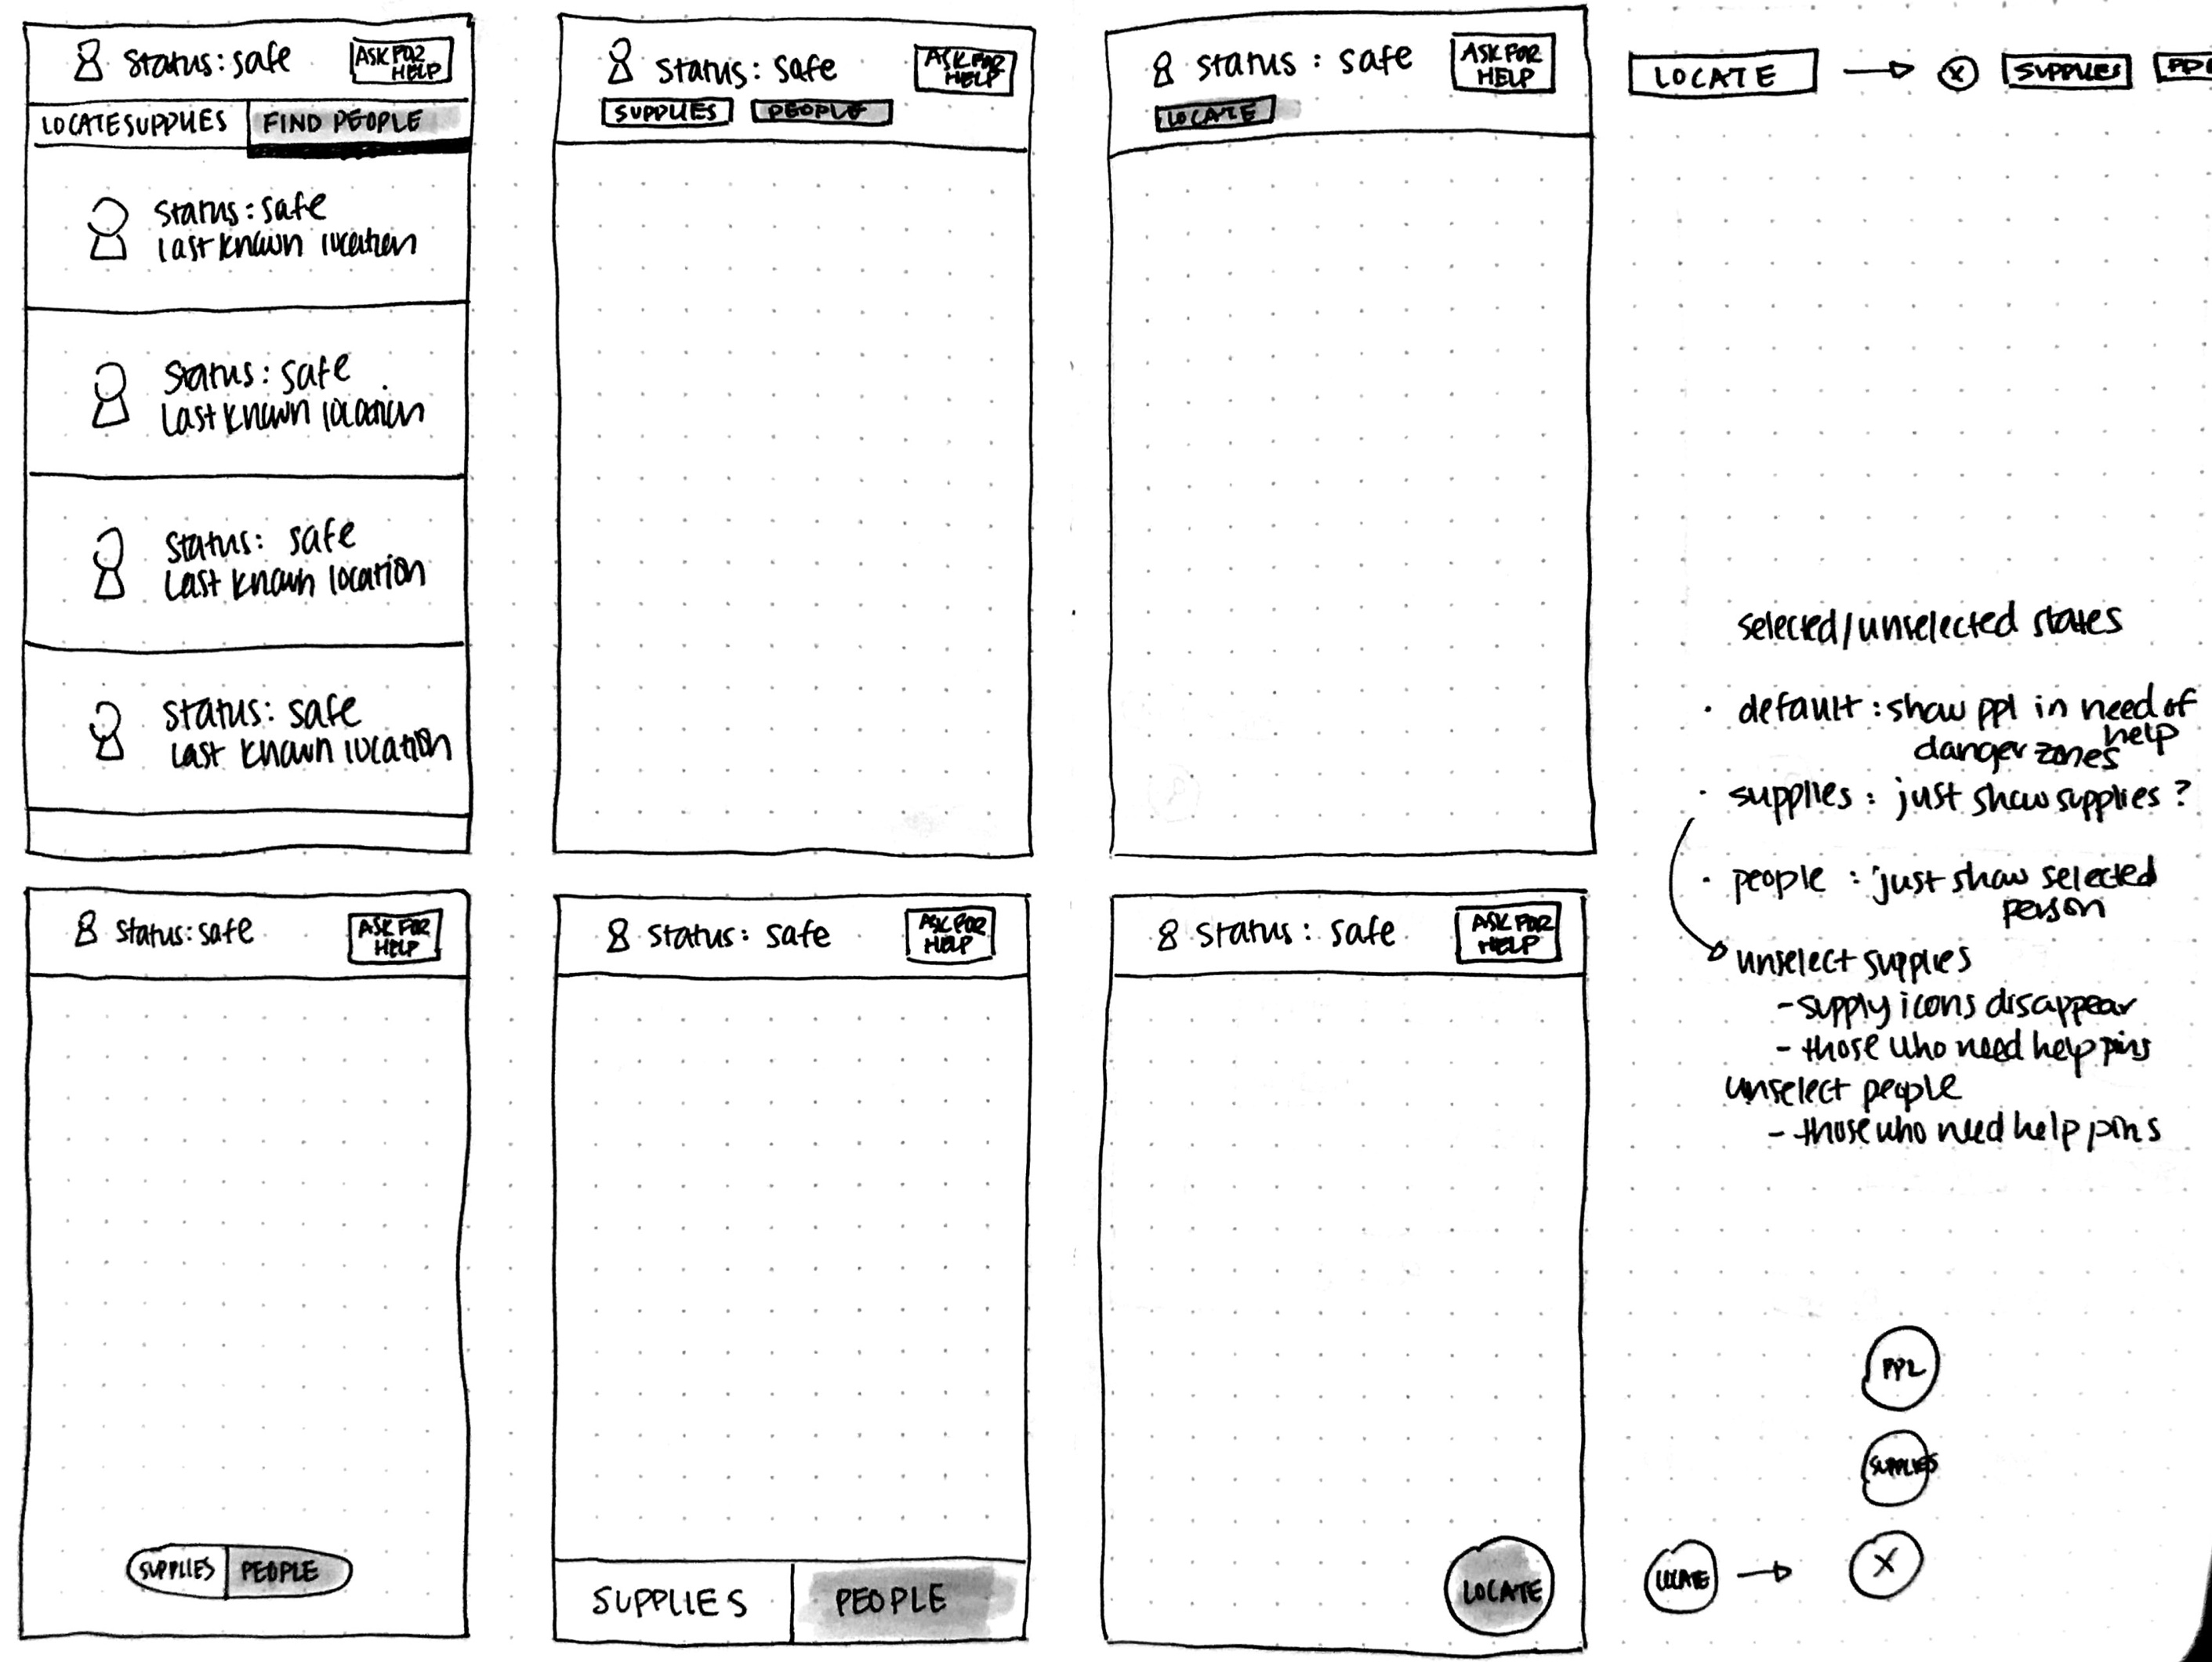 Status: safe
ASK FOR
HELP
LOCATE SUPPLIES
FIND PEOPLE
Status: safe
last known location
Status: safe
Last known location
Status: safe
Last known location
Status: safe
Last known location
Status: safe
ASK FOR
HELP
SUPPLIES
PEOPLE
Status: safe
ASK FOR
HELP
LOCATE
LOCATE
X
SUPPLIES
selected/unselected states
· default: show ppl in need of
help
danger zones
· supplies: just show supplies?
· people: just show selected
person
unselect supplies
- supply icons disappear
- those who need help pins
unselect people
- those who need help pins
Status: safe
ASK FOR
HELP
SUPPLIES
PEOPLE
Status: safe
ASK FOR
HELP
SUPPLIES
PEOPLE
Status: safe
ASK FOR
HELP
LOCATE
PPL
SUPPLIES
LOCATE
X